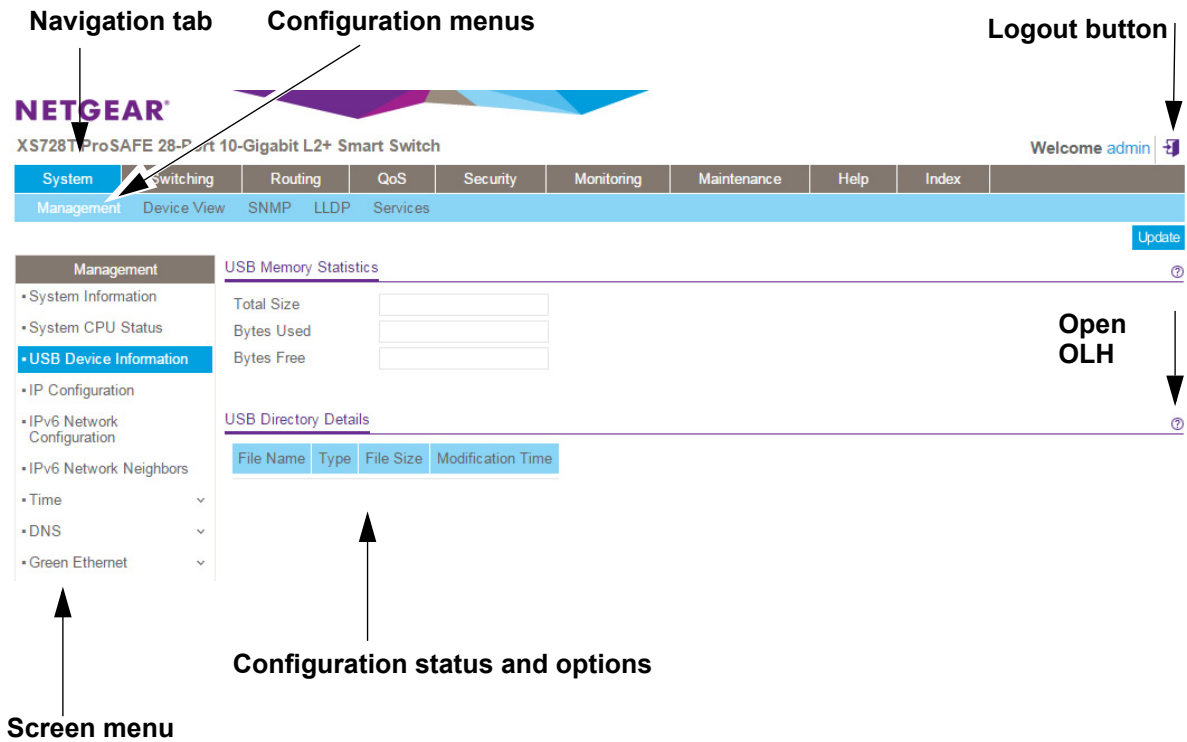 Navigation tab
Configuration menus
Logout button
NETGEAR®
XS728T ProSAFE 28-Port 10-Gigabit L2+ Smart Switch
Welcome admin
System Switching Routing QoS Security Monitoring Maintenance Help Index
Management Device View SNMP LLDP Services
Update
Management
• System Information
• System CPU Status
• USB Device Information
• IP Configuration
• IPv6 Network
Configuration
• IPv6 Network Neighbors
• Time
• DNS
• Green Ethernet
USB Memory Statistics
?
Total Size
Bytes Used
Bytes Free
Open
OLH
USB Directory Details
?
File Name Type File Size Modification Time
Configuration status and options
Screen menu